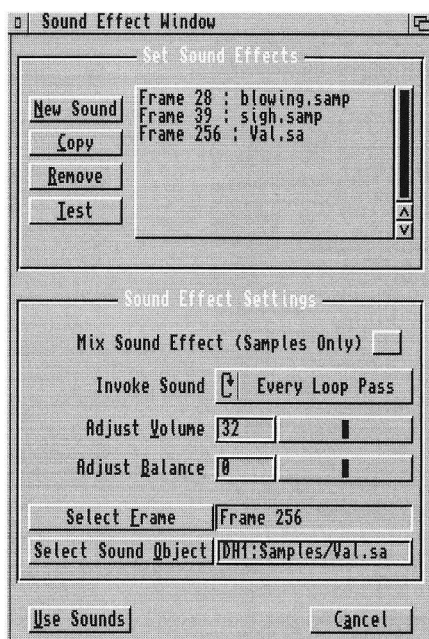 Sound Effect Window
Set Sound Effects
New Sound
Copy
Remove
Test
Frame 28 : blowing.samp
Frame 39 : sigh.samp
Frame 256 : Val.sa
Sound Effect Settings
Mix Sound Effect (Samples Only)
Invoke Sound Every Loop Pass
Adjust Volume 32
Adjust Balance 0
Select Frame Frame 256
Select Sound Object DH1:Samples/Val.sa
Use Sounds Cancel